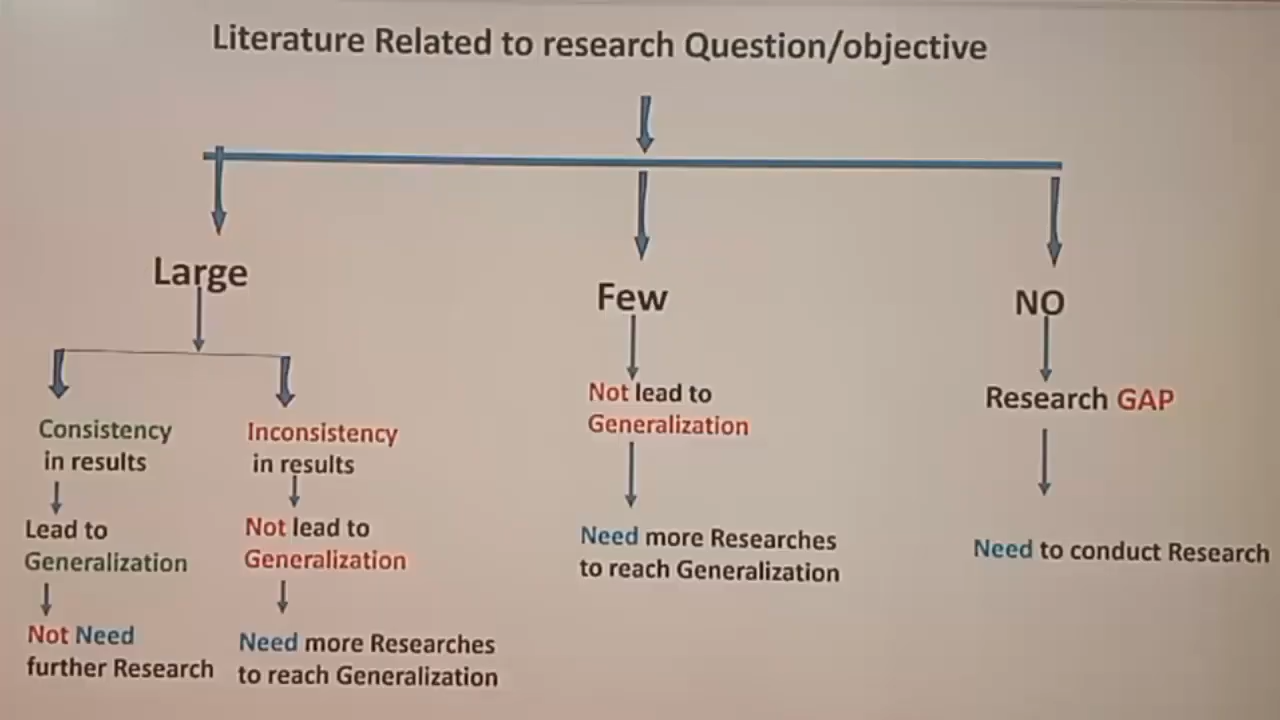 Literature Related to research Question/objective
Large
Few
NO
Consistency
in results
Lead to
Generalization
Not Need
further Research
Inconsistency
in results
Not lead to
Generalization
Need more Researches
to reach Generalization
Not lead to
Generalization
Need more Researches
to reach Generalization
Research GAP
Need to conduct Research